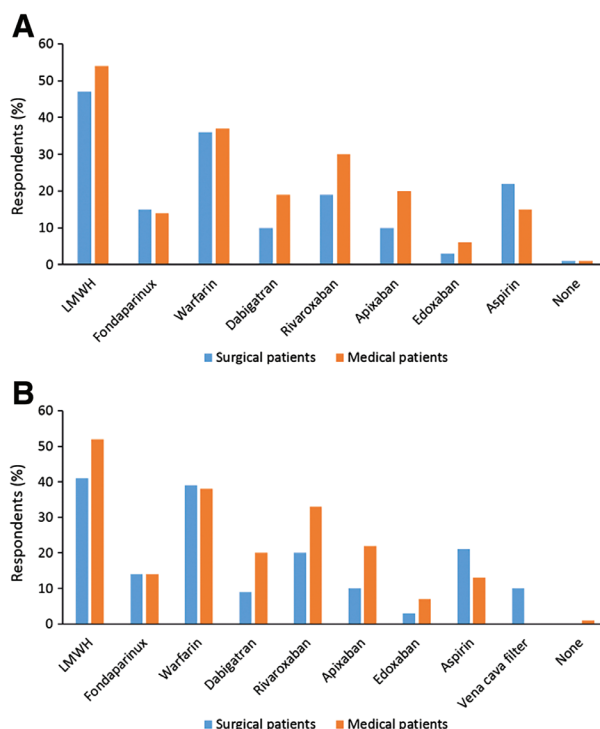 A
60
50
40
30
20
10
0
Respondents (%)
LMWH
Fondaparinux
Warfarin
Dabigatran
Rivaroxaban
Apixaban
Edoxaban
Aspirin
None
Surgical patients Medical patients
B
60
50
40
30
20
10
0
Respondents (%)
LMWH
Fondaparinux
Warfarin
Dabigatran
Rivaroxaban
Apixaban
Edoxaban
Aspirin
Vena cava filter
None
Surgical patients Medical patients